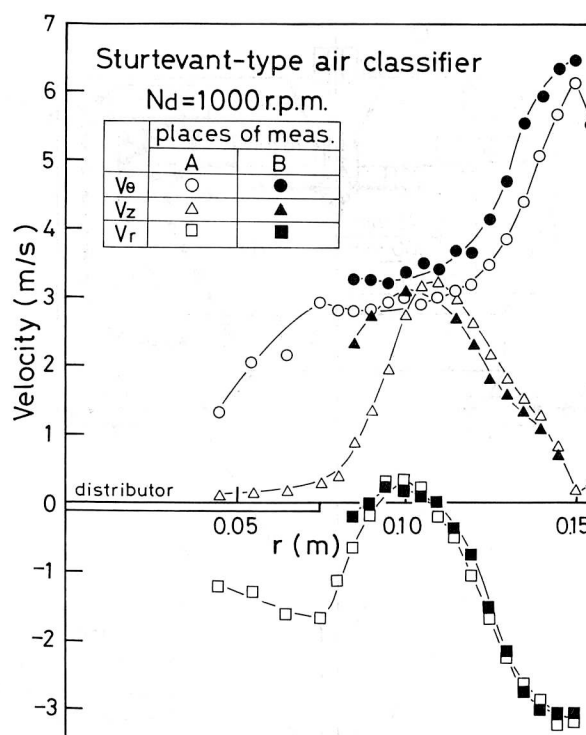 7
Sturtevant-type air classifier
6
Nd=1000 r.p.m.
places of meas.
A B
5
Vθ
Vz
4
Vr
Velocity (m/s)
3
2
1
distributor
0
0.05 0.10 0.15
r (m)
-1
-2
-3